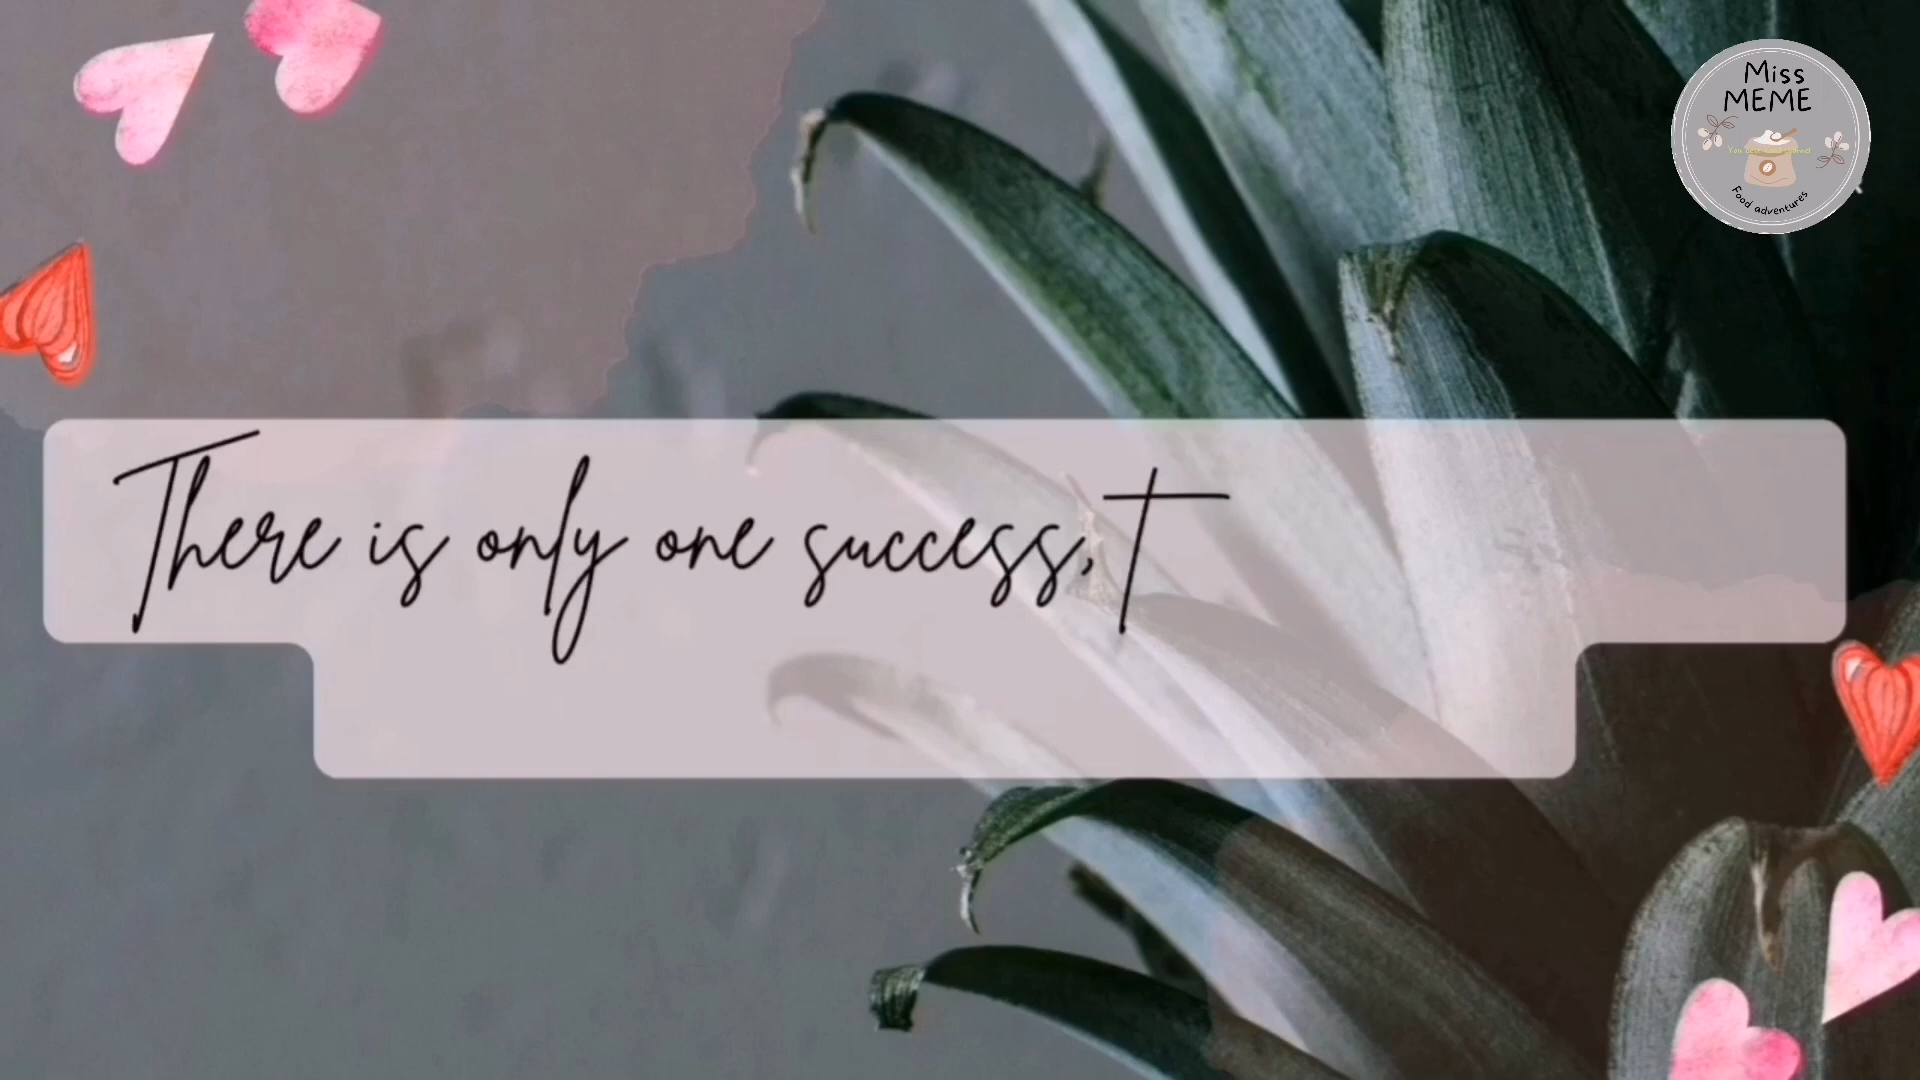 There is only one success, T
Miss
MEME
Food adventures